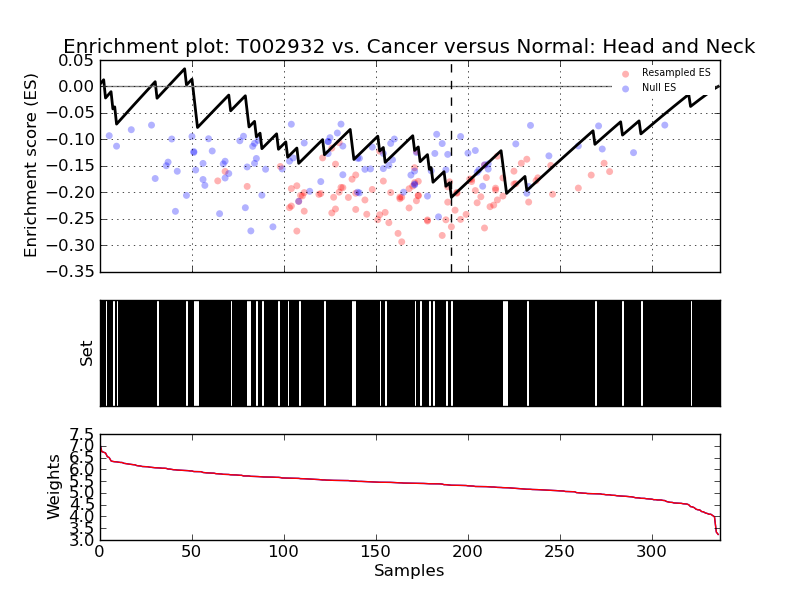 Enrichment plot: T002932 vs. Cancer versus Normal: Head and Neck
Enrichment score (ES)
0.05
0.00
−0.05
−0.10
−0.15
−0.20
−0.25
−0.30
−0.35
Resampled ES
Null ES
Set
Weights
7.5
7.0
6.5
6.0
5.5
5.0
4.5
4.0
3.5
3.0
0 50 100 150 200 250 300
Samples